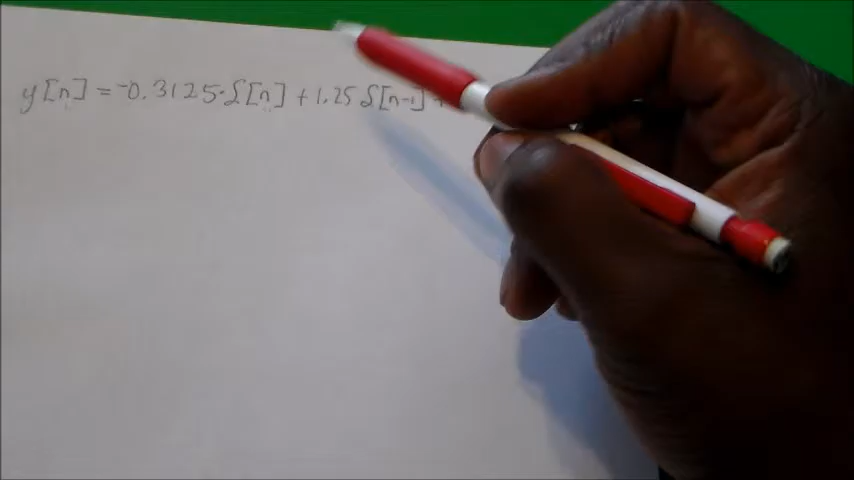 y[n] = -0.3125·δ[n] + 1.25 δ[n-1] +